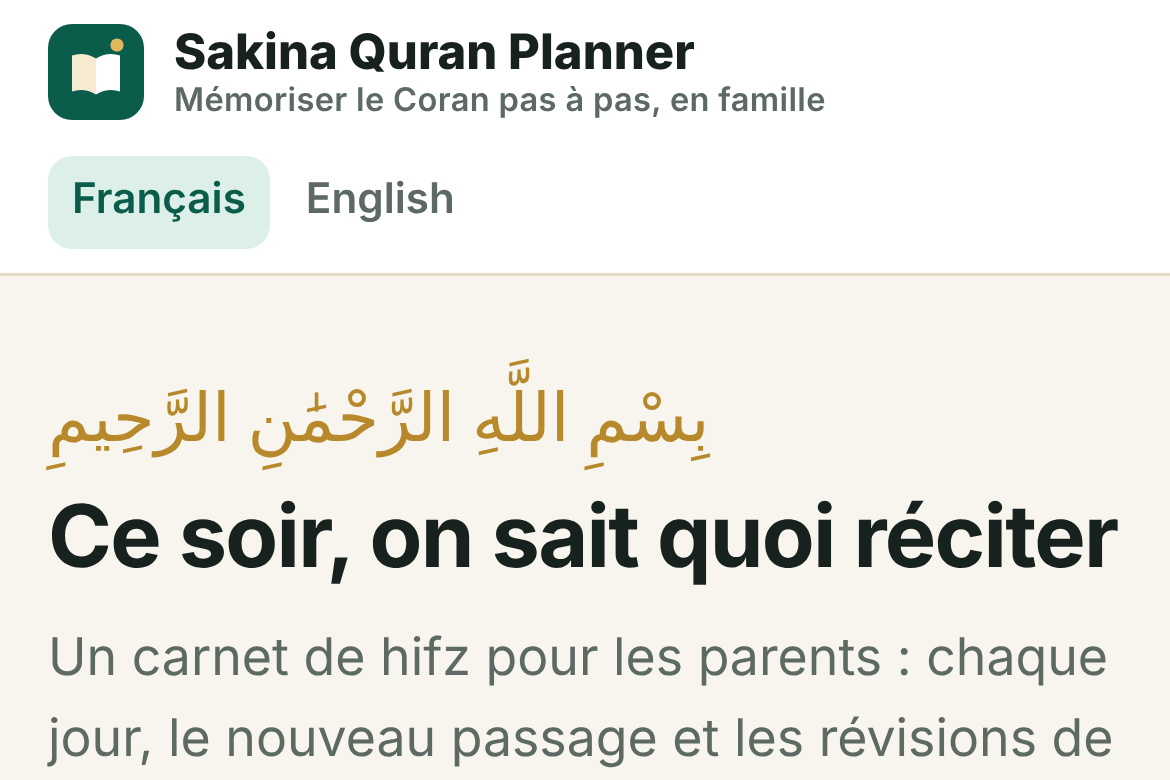 Sakina Quran Planner
Mémoriser le Coran pas à pas, en famille
Français English
بِسْمِ اللَّهِ الرَّحْمَٰنِ الرَّحِيمِ
Ce soir, on sait quoi réciter
Un carnet de hifz pour les parents : chaque
jour, le nouveau passage et les révisions de